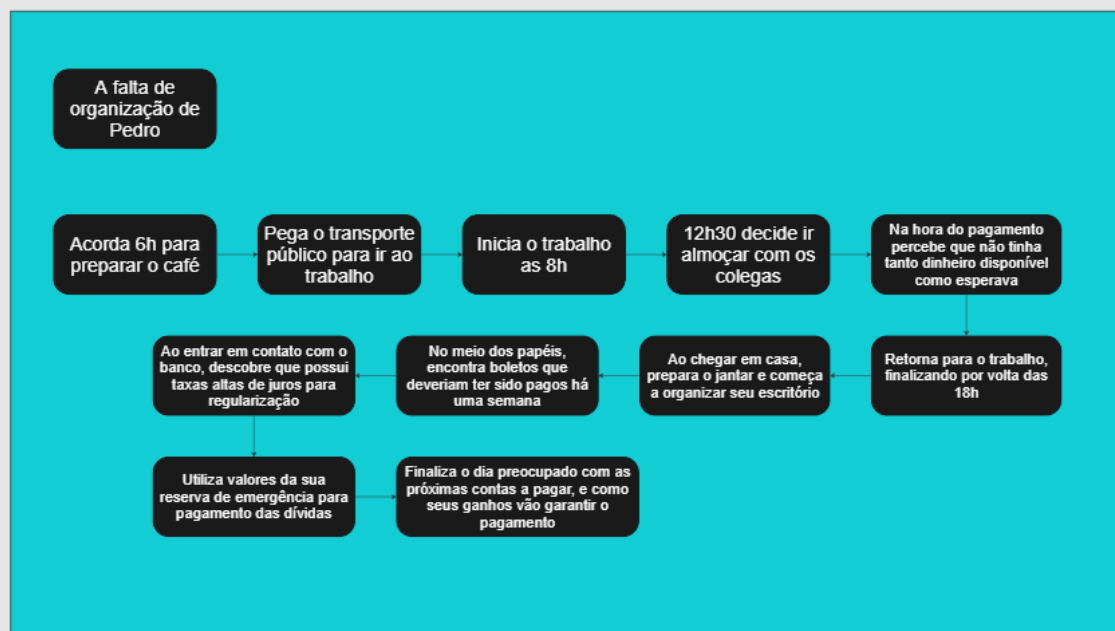 A falta de
organização de
Pedro
Acorda 6h para
preparar o café
Pega o transporte
público para ir ao
trabalho
Inicia o trabalho
as 8h
12h30 decide ir
almoçar com os
colegas
Na hora do pagamento
percebe que não tinha
tanto dinheiro disponível
como esperava
Retorna para o trabalho,
finalizando por volta das
18h
Ao chegar em casa,
prepara o jantar e começa
a organizar seu escritório
No meio dos papéis,
encontra boletos que
deveriam ter sido pagos há
uma semana
Ao entrar em contato com o
banco, descobre que possui
taxas altas de juros para
regularização
Utiliza valores da sua
reserva de emergência para
pagamento das dívidas
Finaliza o dia preocupado com as
próximas contas a pagar, e como
seus ganhos vão garantir o
pagamento